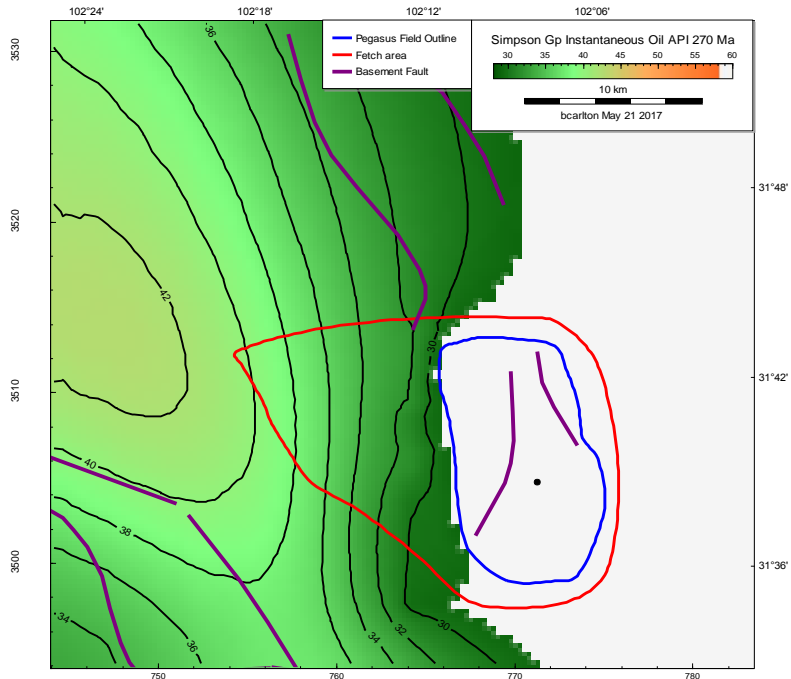 102°24' 102°18' 102°12' 102°06'
Pegasus Field Outline
Fetch area
Basement Fault
Simpson Gp Instantaneous Oil API 270 Ma
30 35 40 45 50 55 60
10 km
bcarlton May 21 2017
3530
3520
3510
3500
31°48'
31°42'
31°36'
36
42
30
40
38
34
36
34
32
30
750 760 770 780